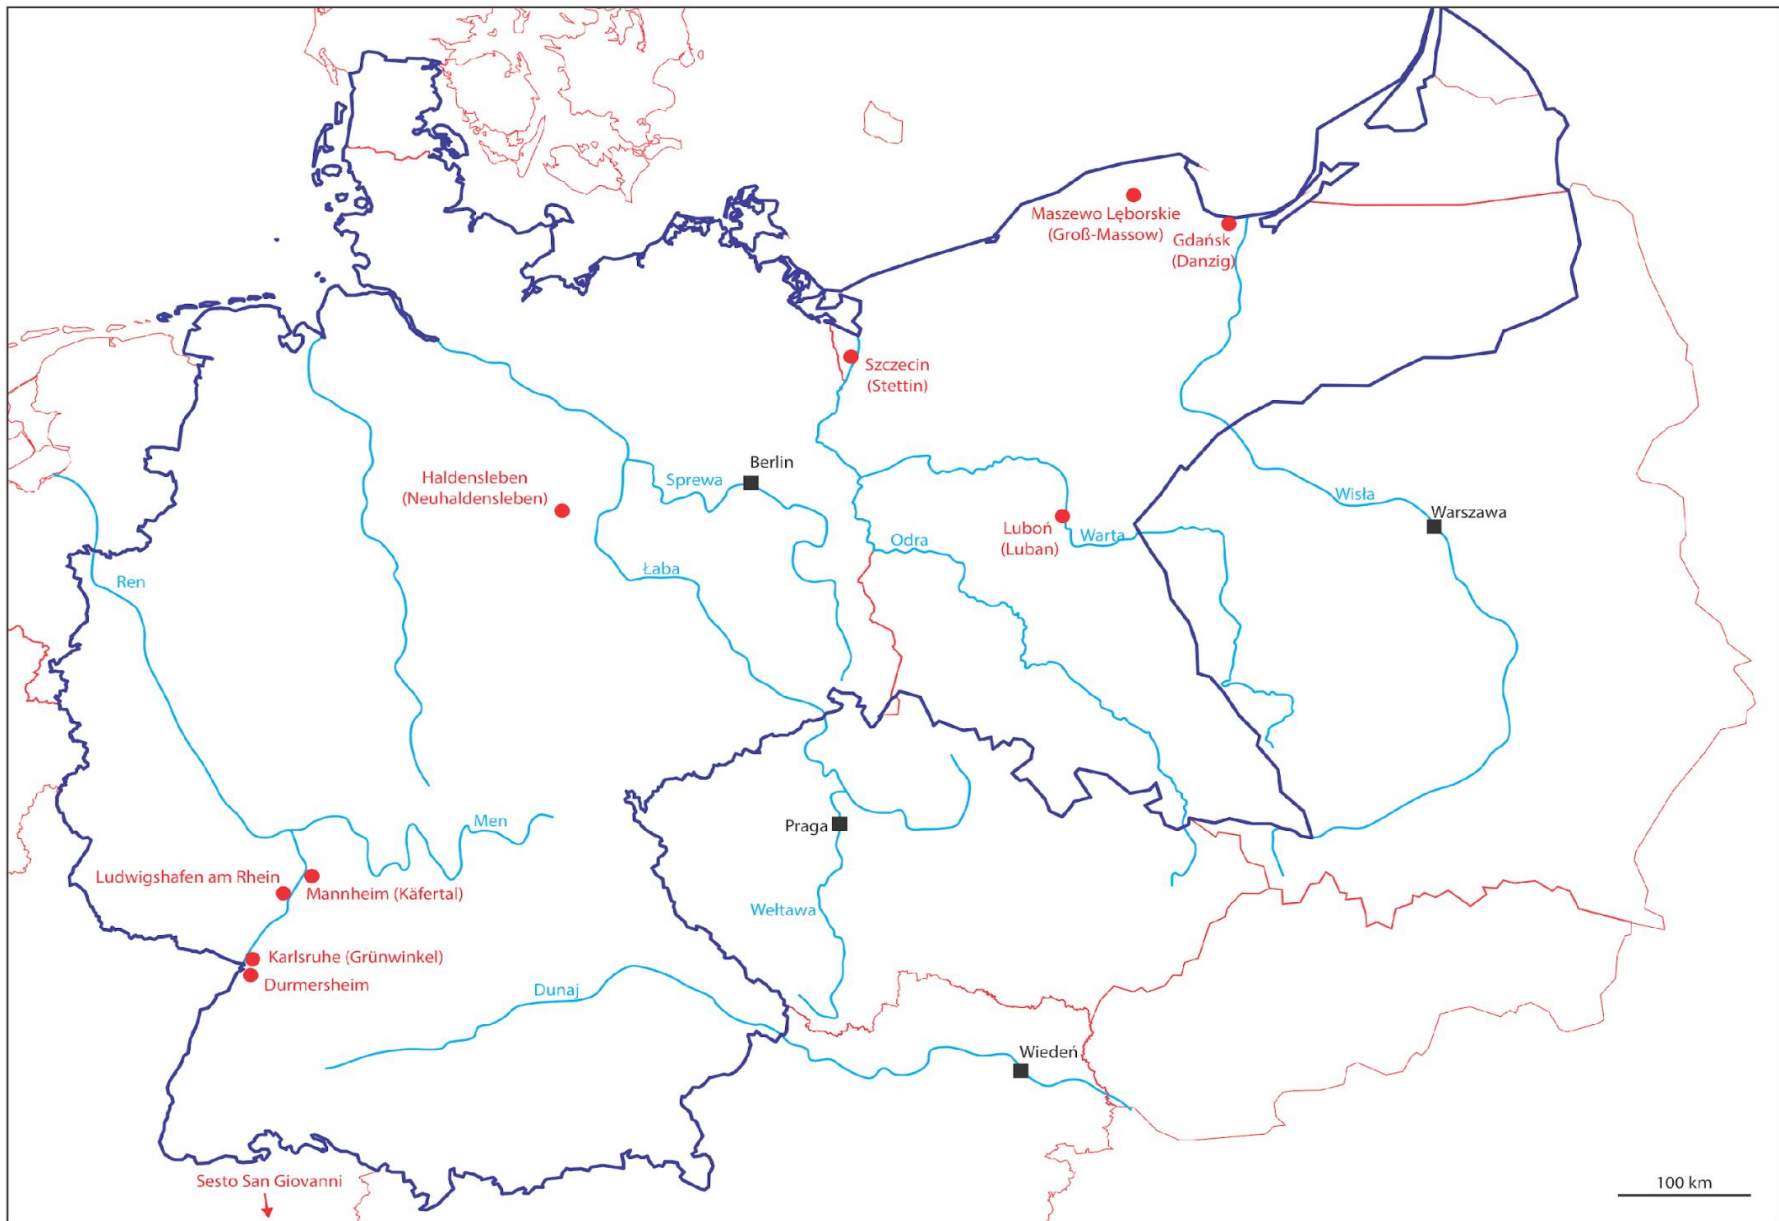 Maszewo Lęborskie
(Groß-Massow)
Gdańsk
(Danzig)
Szczecin
(Stettin)
Berlin
Sprewa
Haldensleben
(Neuhaldensleben)
Wisła
Warszawa
Luboń
(Luban)
Warta
Odra
Łaba
Ren
Men
Praga
Ludwigshafen am Rhein
Mannheim (Käfertal)
Wełtawa
Karlsruhe (Grünwinkel)
Durmersheim
Dunaj
Wiedeń
Sesto San Giovanni
100 km